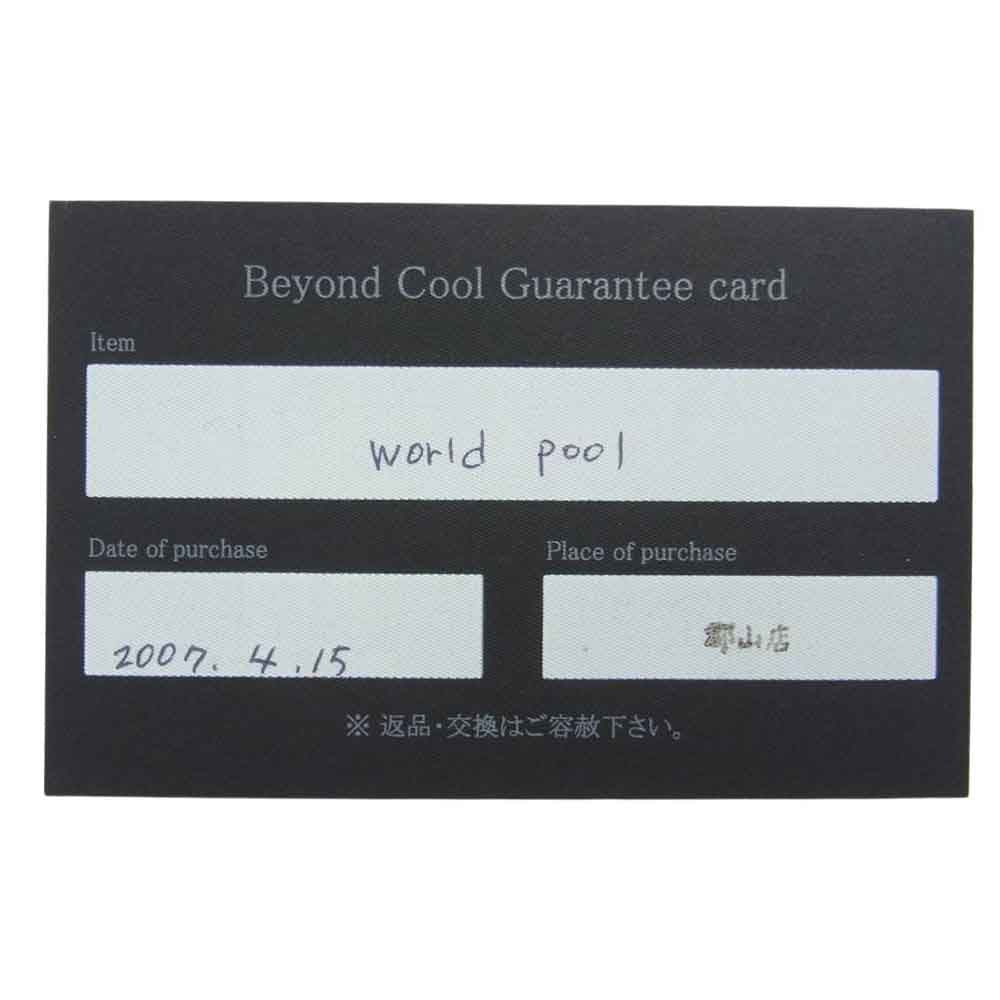 Beyond Cool Guarantee card
Item
world pool
Date of purchase
Place of purchase
2007. 4 .15
郡山店
※ 返品・交換はご容赦下さい。